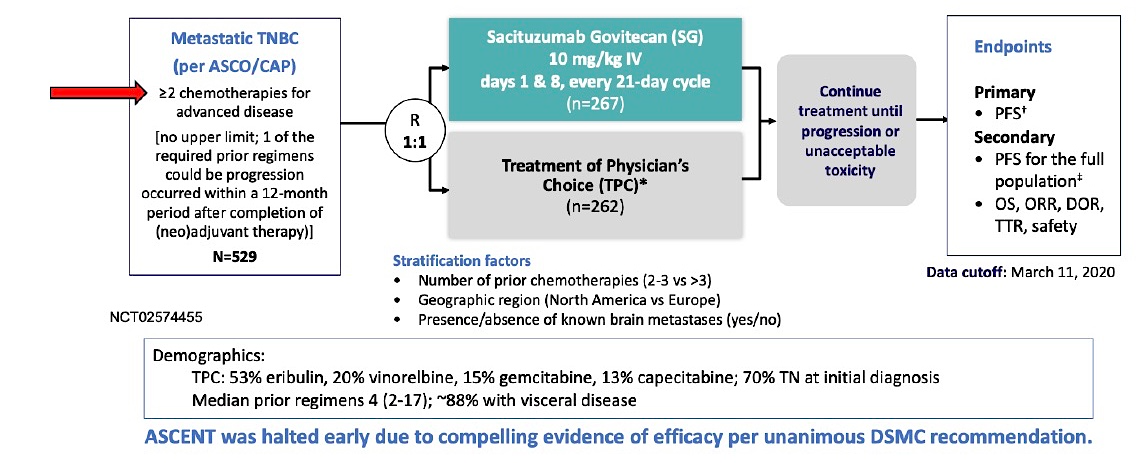 Metastatic TNBC
(per ASCO/CAP)
≥2 chemotherapies for
advanced disease
[no upper limit; 1 of the
required prior regimens
could be progression
occurred within a 12-month
period after completion of
(neo)adjuvant therapy)]
N=529
NCT02574455
R
1:1
Sacituzumab Govitecan (SG)
10 mg/kg IV
days 1 & 8, every 21-day cycle
(n=267)
Treatment of Physician's
Choice (TPC)*
(n=262)
Continue
treatment until
progression or
unacceptable
toxicity
Endpoints
Primary
• PFS†
Secondary
• PFS for the full
population‡
• OS, ORR, DOR,
TTR, safety
Data cutoff: March 11, 2020
Stratification factors
• Number of prior chemotherapies (2-3 vs >3)
• Geographic region (North America vs Europe)
• Presence/absence of known brain metastases (yes/no)
Demographics:
TPC: 53% eribulin, 20% vinorelbine, 15% gemcitabine, 13% capecitabine; 70% TN at initial diagnosis
Median prior regimens 4 (2-17); ~88% with visceral disease
ASCENT was halted early due to compelling evidence of efficacy per unanimous DSMC recommendation.